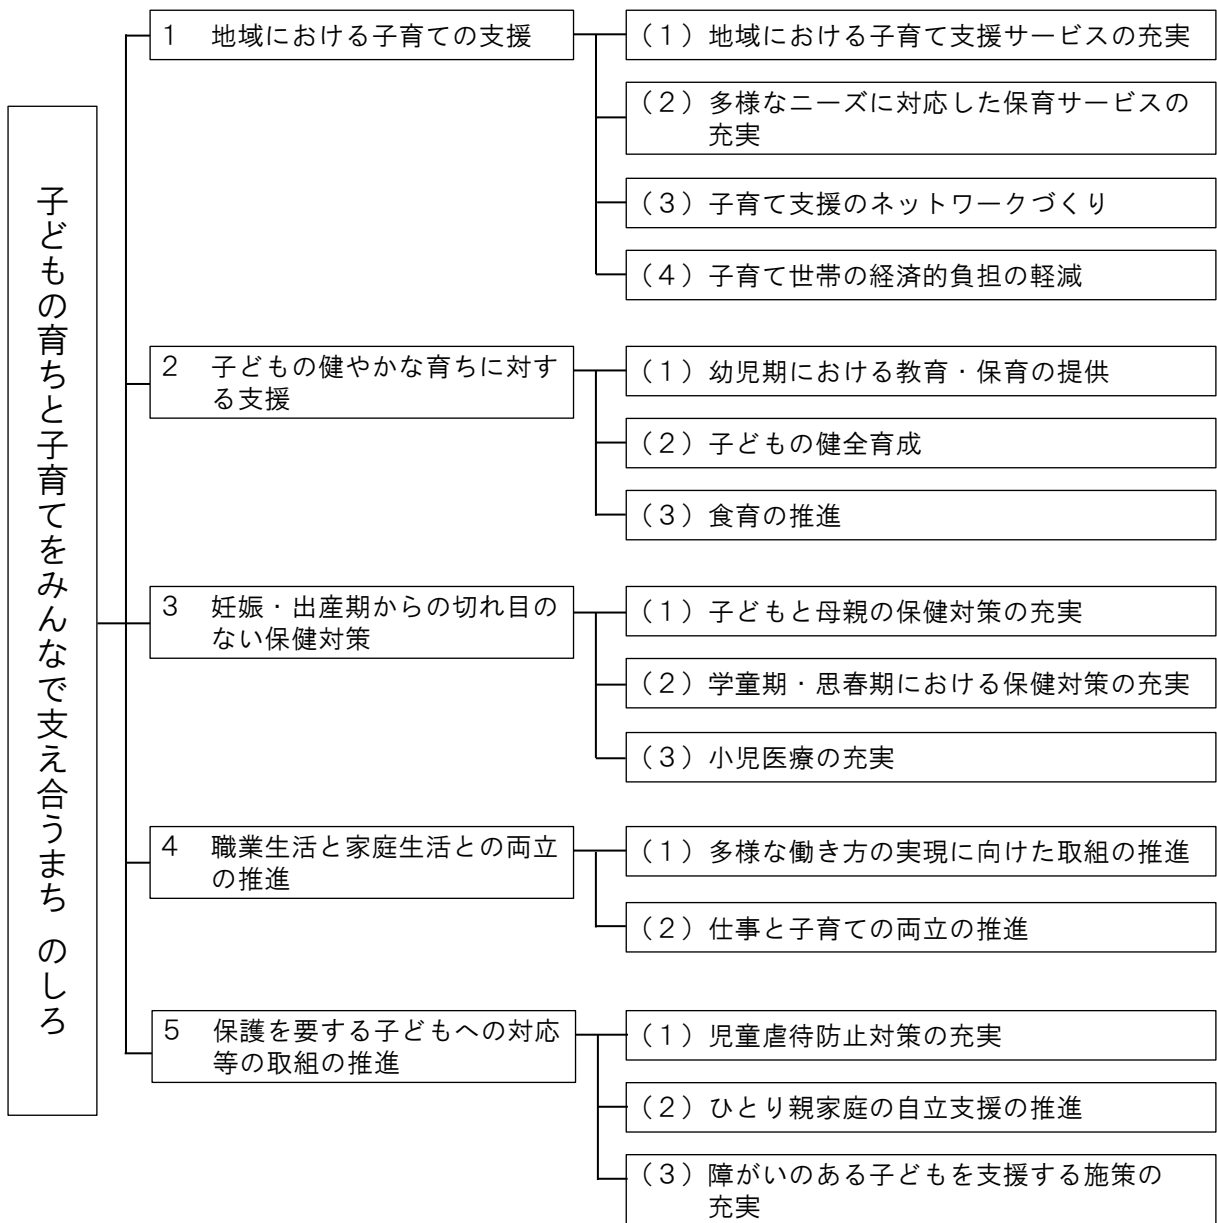 子どもの育ちと子育てをみんなで支え合うまち のしろ
1 地域における子育ての支援
(1)地域における子育て支援サービスの充実
(2)多様なニーズに対応した保育サービスの
充実
(3)子育て支援のネットワークづくり
(4)子育て世帯の経済的負担の軽減
2 子どもの健やかな育ちに対す
る支援
(1)幼児期における教育・保育の提供
(2)子どもの健全育成
(3)食育の推進
3 妊娠・出産期からの切れ目の
ない保健対策
(1)子どもと母親の保健対策の充実
(2)学童期・思春期における保健対策の充実
(3)小児医療の充実
4 職業生活と家庭生活との両立
の推進
(1)多様な働き方の実現に向けた取組の推進
(2)仕事と子育ての両立の推進
5 保護を要する子どもへの対応
等の取組の推進
(1)児童虐待防止対策の充実
(2)ひとり親家庭の自立支援の推進
(3)障がいのある子どもを支援する施策の
充実